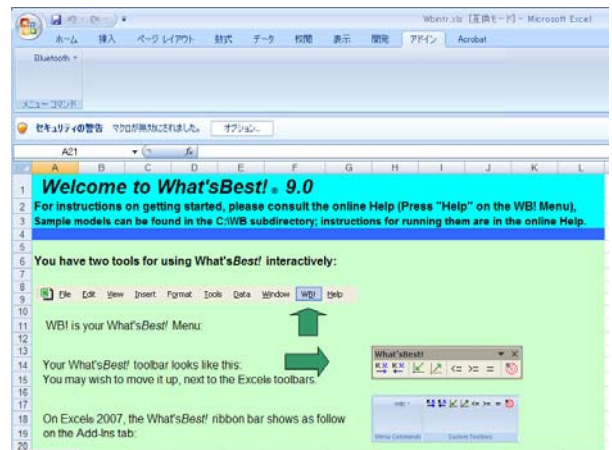 Wbintr.xls [互換モード] - Microsoft Excel
ホーム 挿入 ページ レイアウト 数式 データ 校閲 表示 開発 アドイン Acrobat
Bluetooth
メニュー コマンド
セキュリティの警告 マクロが無効にされました。 オプション...
A21 fx
A B C D E F G H I J K L
1 Welcome to What'sBest! ® 9.0
2 For instructions on getting started, please consult the online Help (Press "Help" on the WB! Menu),
3 Sample models can be found in the C:\WB subdirectory; instructions for running them are in the online Help.
4
5
6 You have two tools for using What'sBest! interactively:
7
8
9 File Edit View Insert Format Tools Data Window WB! Help
10
11 WB! is your What'sBest! Menu:
12
13 What'sBest!
14 Your What'sBest! toolbar looks like this: <= >= =
15 You may wish to move it up, next to the Excel® toolbars.
16
17 WB! <= >= =
18 On Excel® 2007, the What'sBest! ribbon bar shows as follow
19 on the Add-Ins tab: Menu Commands Custom Toolbars
20